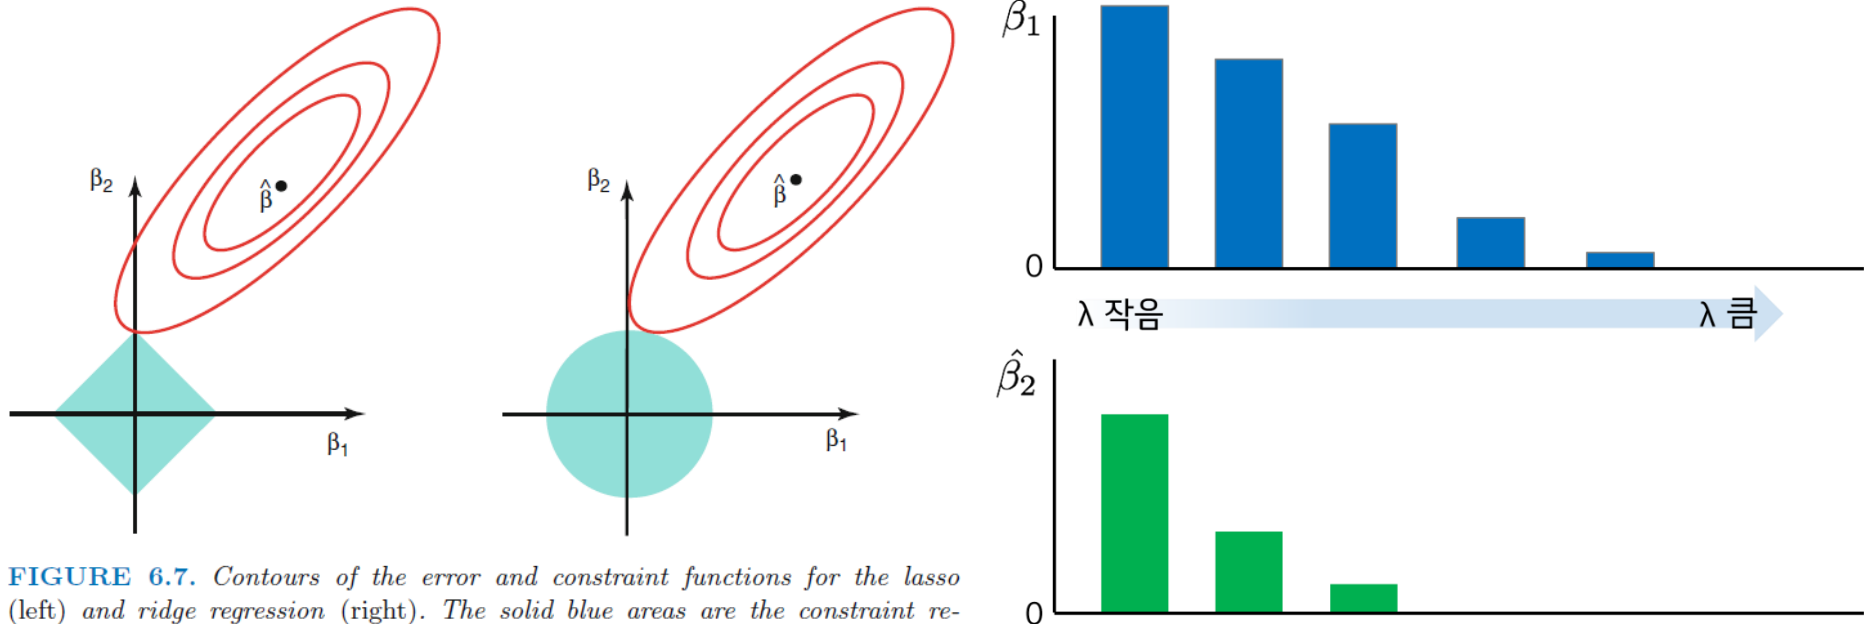 β₂
β̂
β₁
β₂
β̂
β₁
FIGURE 6.7. Contours of the error and constraint functions for the lasso
(left) and ridge regression (right). The solid blue areas are the constraint re-
β̂₁
0
λ 작음
λ 큼
β̂₂
0